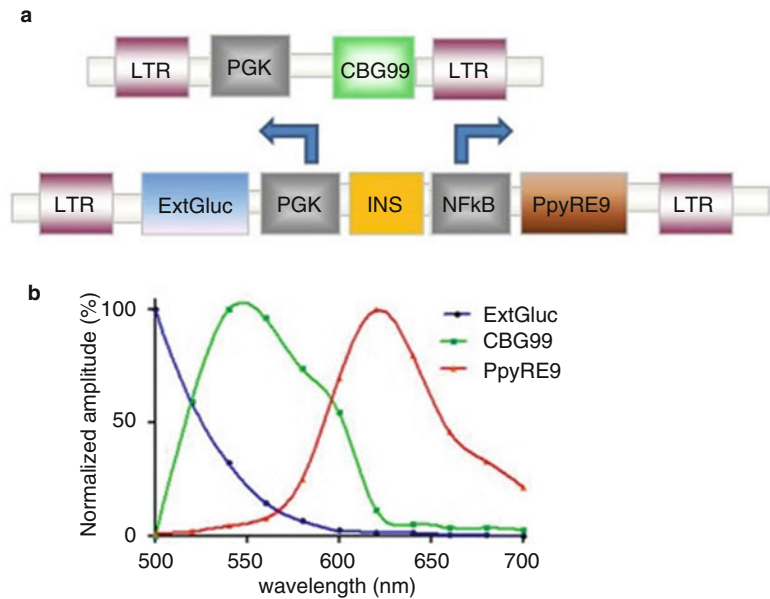 a
LTR PGK CBG99 LTR
LTR ExtGluc PGK INS NFkB PpyRE9 LTR
b
Normalized amplitude (%)
100
50
0
500 550 600 650 700
wavelength (nm)
ExtGluc
CBG99
PpyRE9